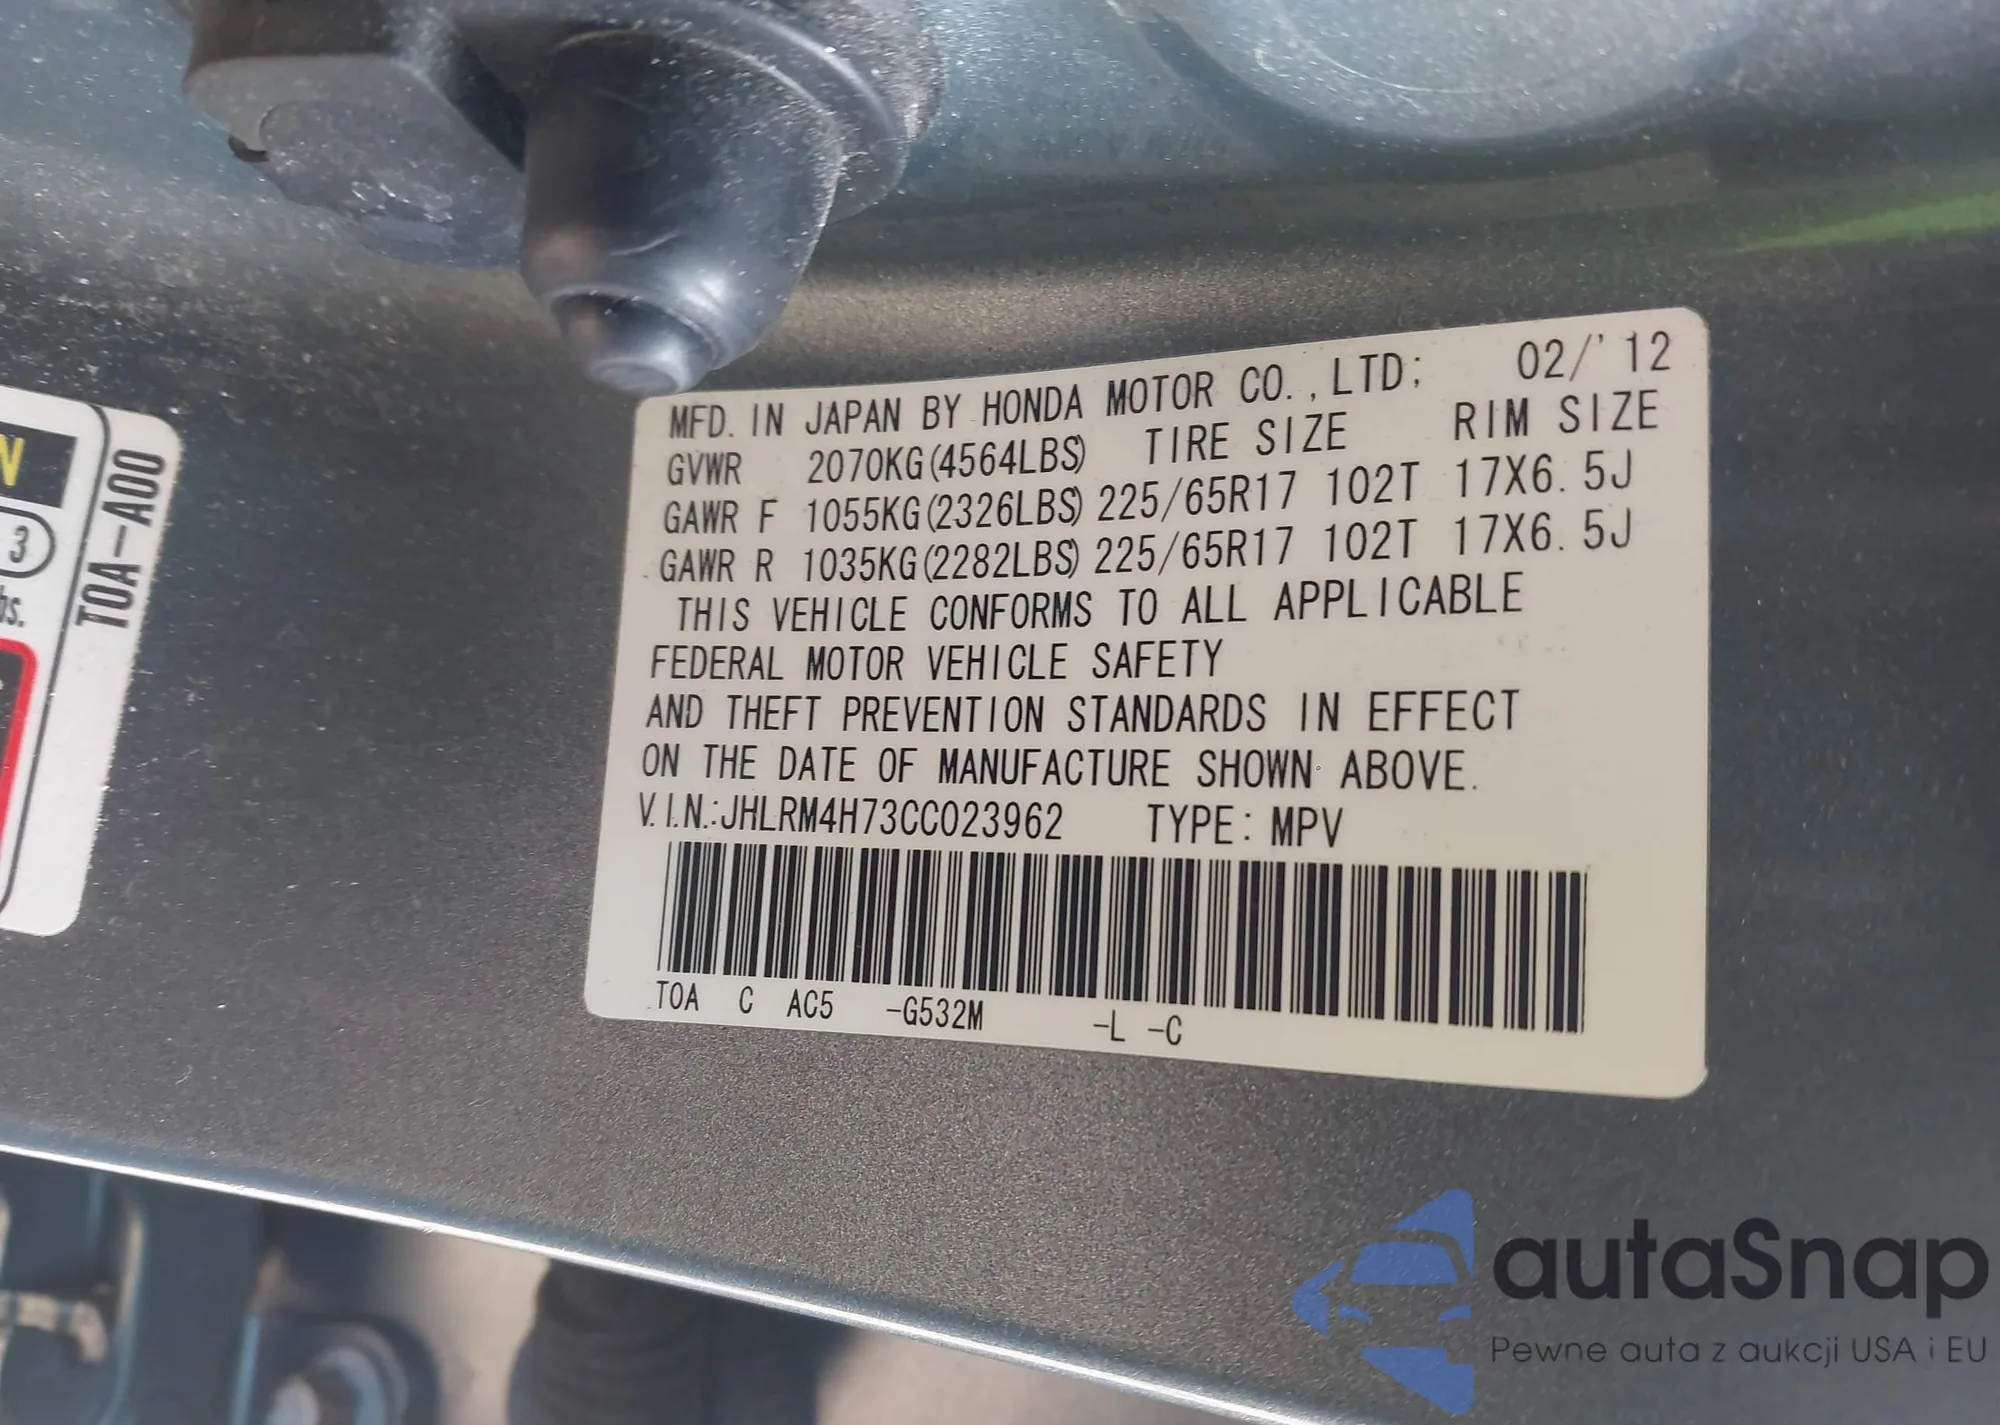 N
3
bs.
TOA-A00
MFD. IN JAPAN BY HONDA MOTOR CO., LTD; 02/'12
GVWR 2070KG(4564LBS) TIRE SIZE RIM SIZE
GAWR F 1055KG(2326LBS) 225/65R17 102T 17X6.5J
GAWR R 1035KG(2282LBS) 225/65R17 102T 17X6.5J
THIS VEHICLE CONFORMS TO ALL APPLICABLE
FEDERAL MOTOR VEHICLE SAFETY
AND THEFT PREVENTION STANDARDS IN EFFECT
ON THE DATE OF MANUFACTURE SHOWN ABOVE.
V.I.N.:JHLRM4H73CC023962 TYPE: MPV
TOA C AC5 -G532M -L -C
autaSnap
Pewne auta z aukcji USA i EU